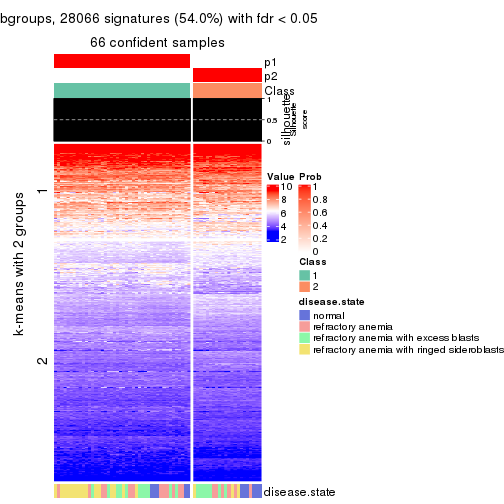 bgroups, 28066 signatures (54.0%) with fdr < 0.05
66 confident samples
p1
p2
Class
silhouette
1
0.5
0
Silhouette
score
k-means with 2 groups
1
2
Value
10
8
6
4
2
Prob
1
0.8
0.6
0.4
0.2
0
Class
1
2
disease.state
normal
refractory anemia
refractory anemia with excess blasts
refractory anemia with ringed sideroblasts
disease.state